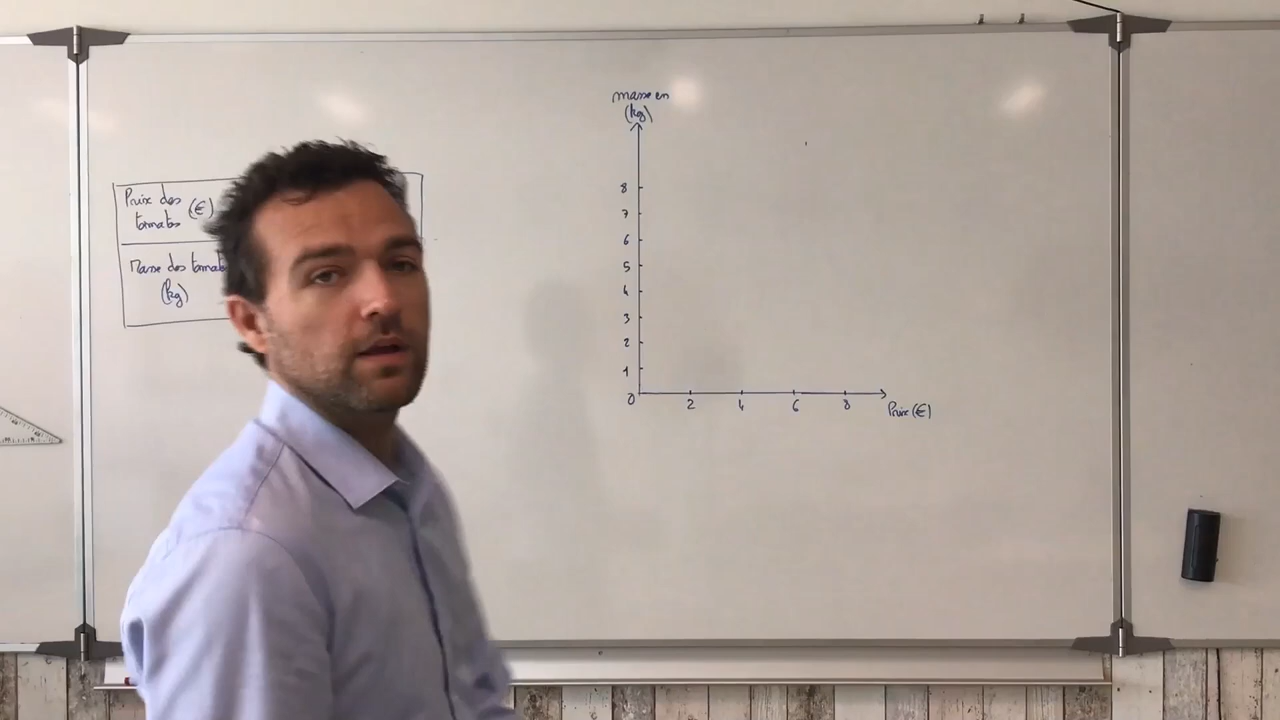 Prix des
tomates (€)
Masse des tomates
(kg)
masse en
(kg)
8
7
6
5
4
3
2
1
0
2 4 6 8
Prix (€)